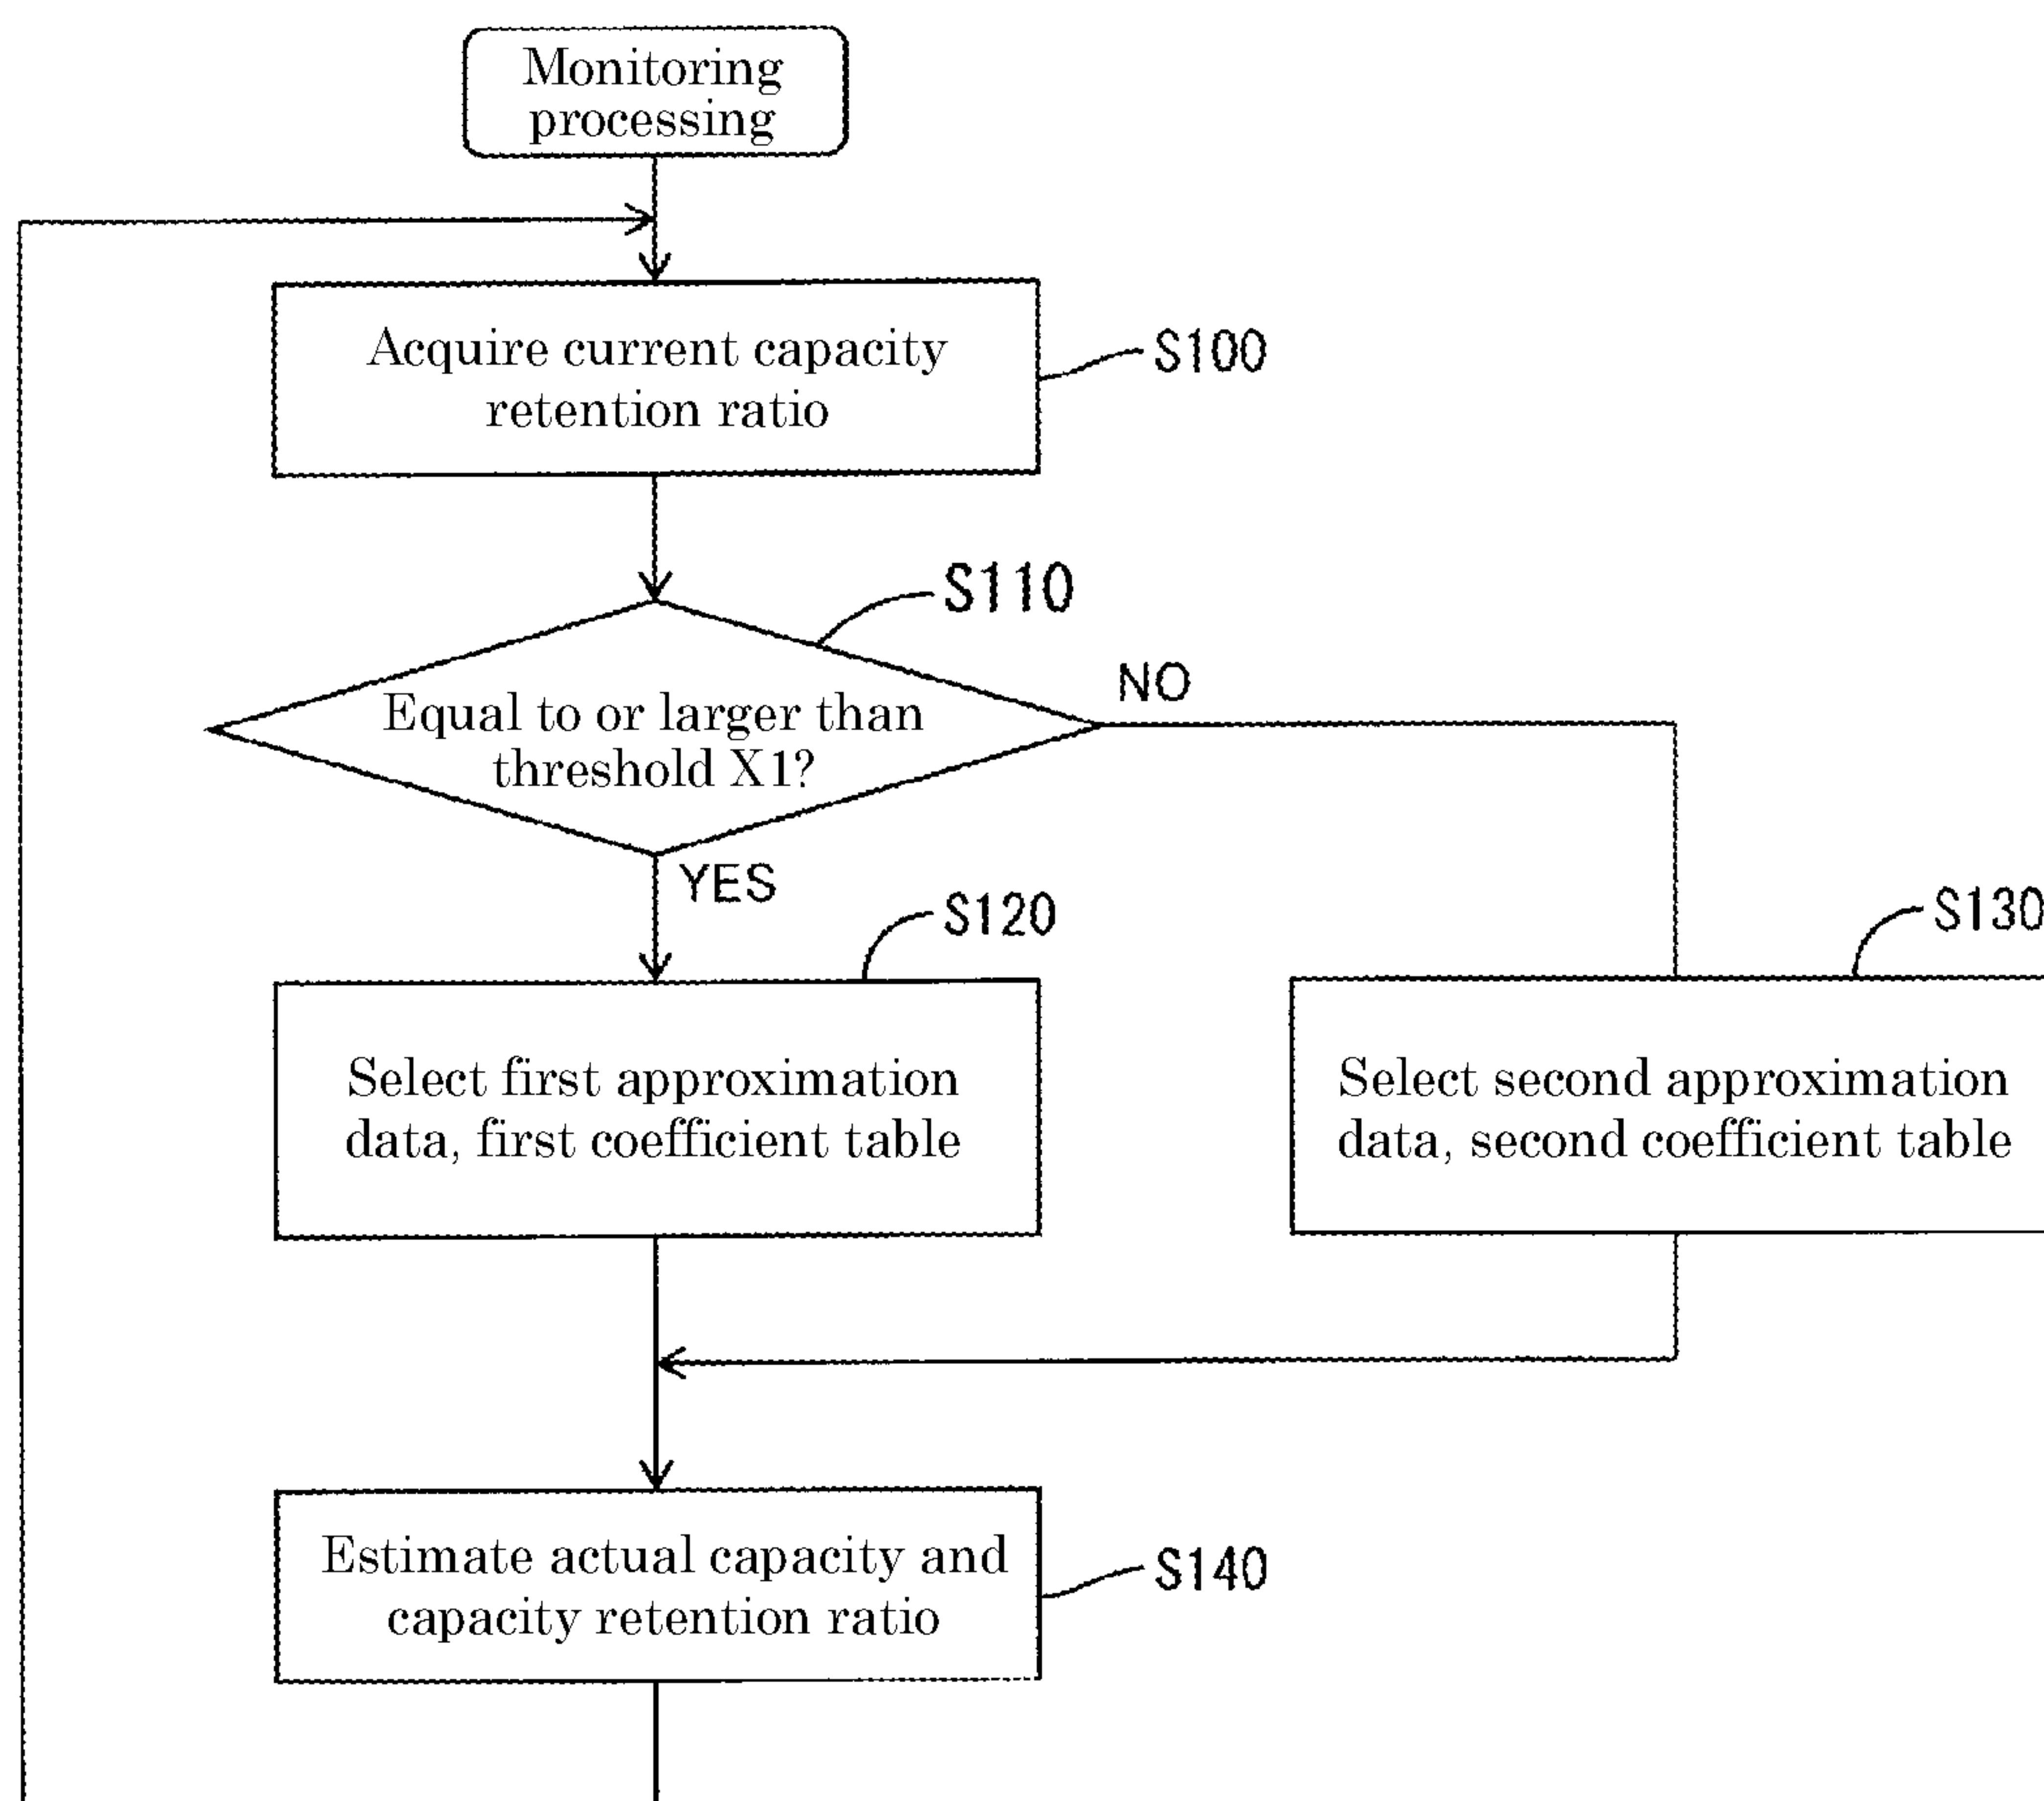 Monitoring
processing
Acquire current capacity
retention ratio
S100
S110
Equal to or larger than
threshold X1?
NO
YES
S120
S130
Select first approximation
data, first coefficient table
Select second approximation
data, second coefficient table
Estimate actual capacity and
capacity retention ratio
S140